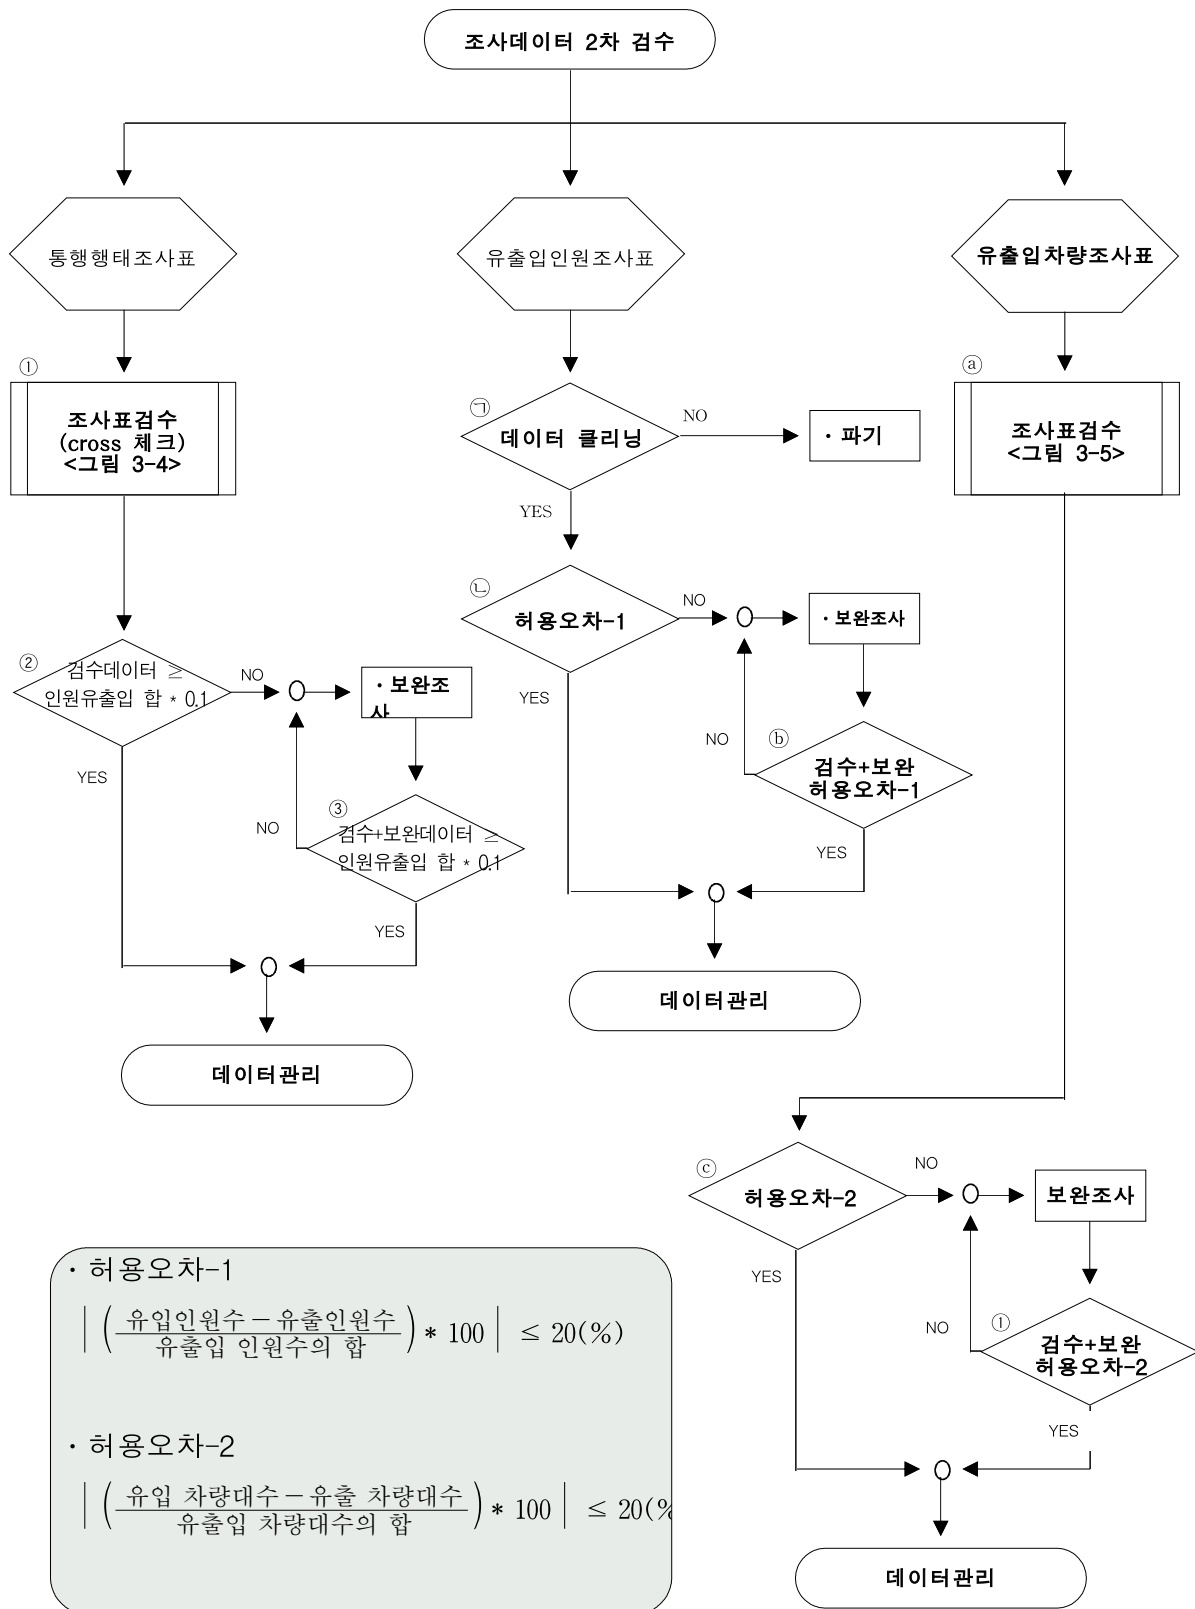 조사데이터 2차 검수
통행행태조사표
유출입인원조사표
유출입차량조사표
①
조사표검수
(cross 체크)
<그림 3-4>
㉠
데이터 클리닝
NO
· 파기
YES
ⓐ
조사표검수
<그림 3-5>
②
검수데이터 ≥
인원유출입 합 * 0.1
NO
· 보완조
사
YES
③
검수+보완데이터 ≥
인원유출입 합 * 0.1
NO
YES
데이터관리
㉡
허용오차-1
NO
· 보완조사
YES
ⓑ
검수+보완
허용오차-1
NO
YES
데이터관리
ⓒ
허용오차-2
NO
보완조사
YES
①
검수+보완
허용오차-2
NO
YES
데이터관리
· 허용오차-1
| ( 유입인원수 - 유출인원수 / 유출입 인원수의 합 ) * 100 | ≤ 20(%)
· 허용오차-2
| ( 유입 차량대수 - 유출 차량대수 / 유출입 차량대수의 합 ) * 100 | ≤ 20(%